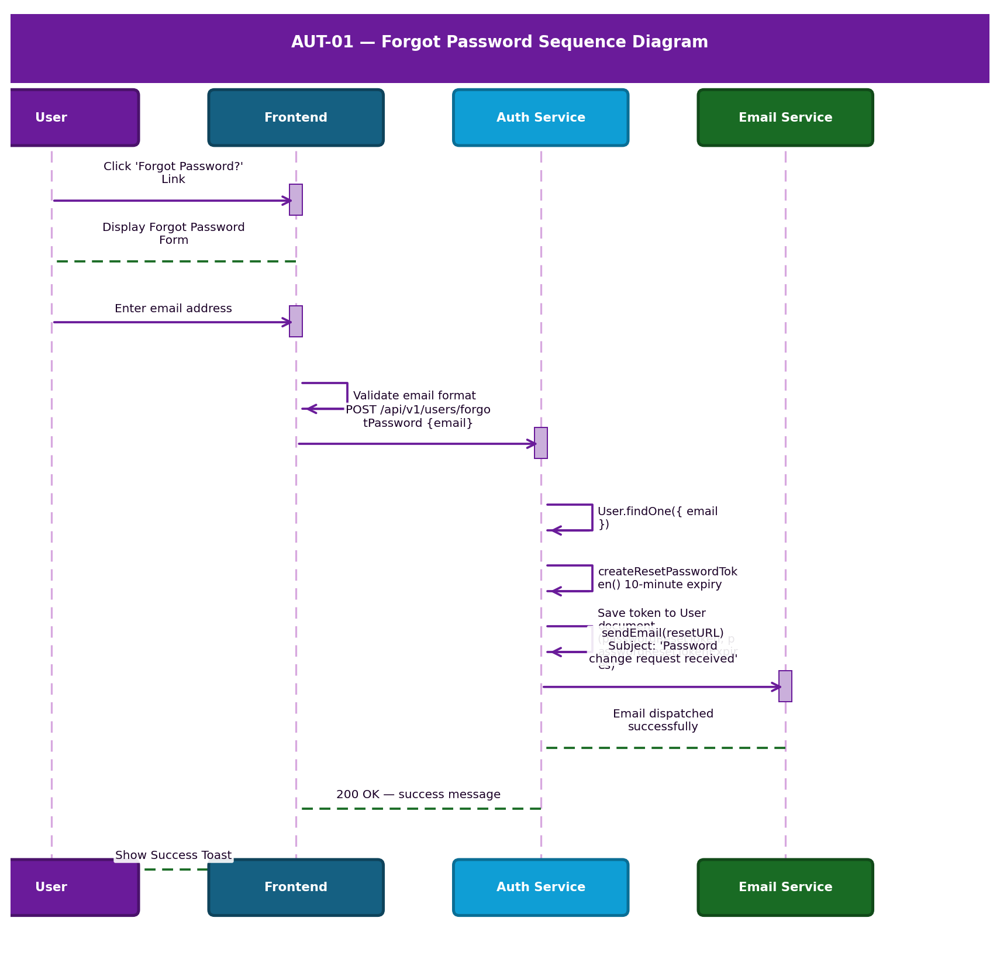 AUT-01 — Forgot Password Sequence Diagram
User
Frontend
Auth Service
Email Service
Click 'Forgot Password?'
Link
Display Forgot Password
Form
Enter email address
Validate email format
POST /api/v1/users/forgo
tPassword {email}
User.findOne({ email
})
createResetPasswordTok
en() 10-minute expiry
Save token to User
document
sendEmail(resetURL)
Subject: 'Password
change request received'
es)
Email dispatched
successfully
200 OK — success message
Show Success Toast
User
Frontend
Auth Service
Email Service